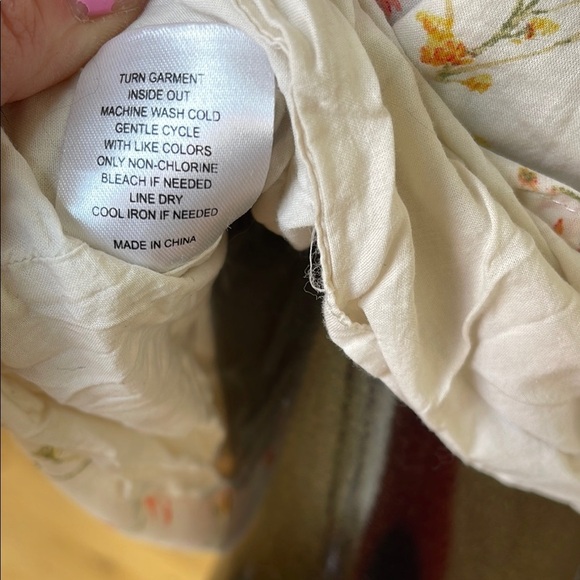 TURN GARMENT
INSIDE OUT
MACHINE WASH COLD
GENTLE CYCLE
WITH LIKE COLORS
ONLY NON-CHLORINE
BLEACH IF NEEDED
LINE DRY
COOL IRON IF NEEDED
MADE IN CHINA